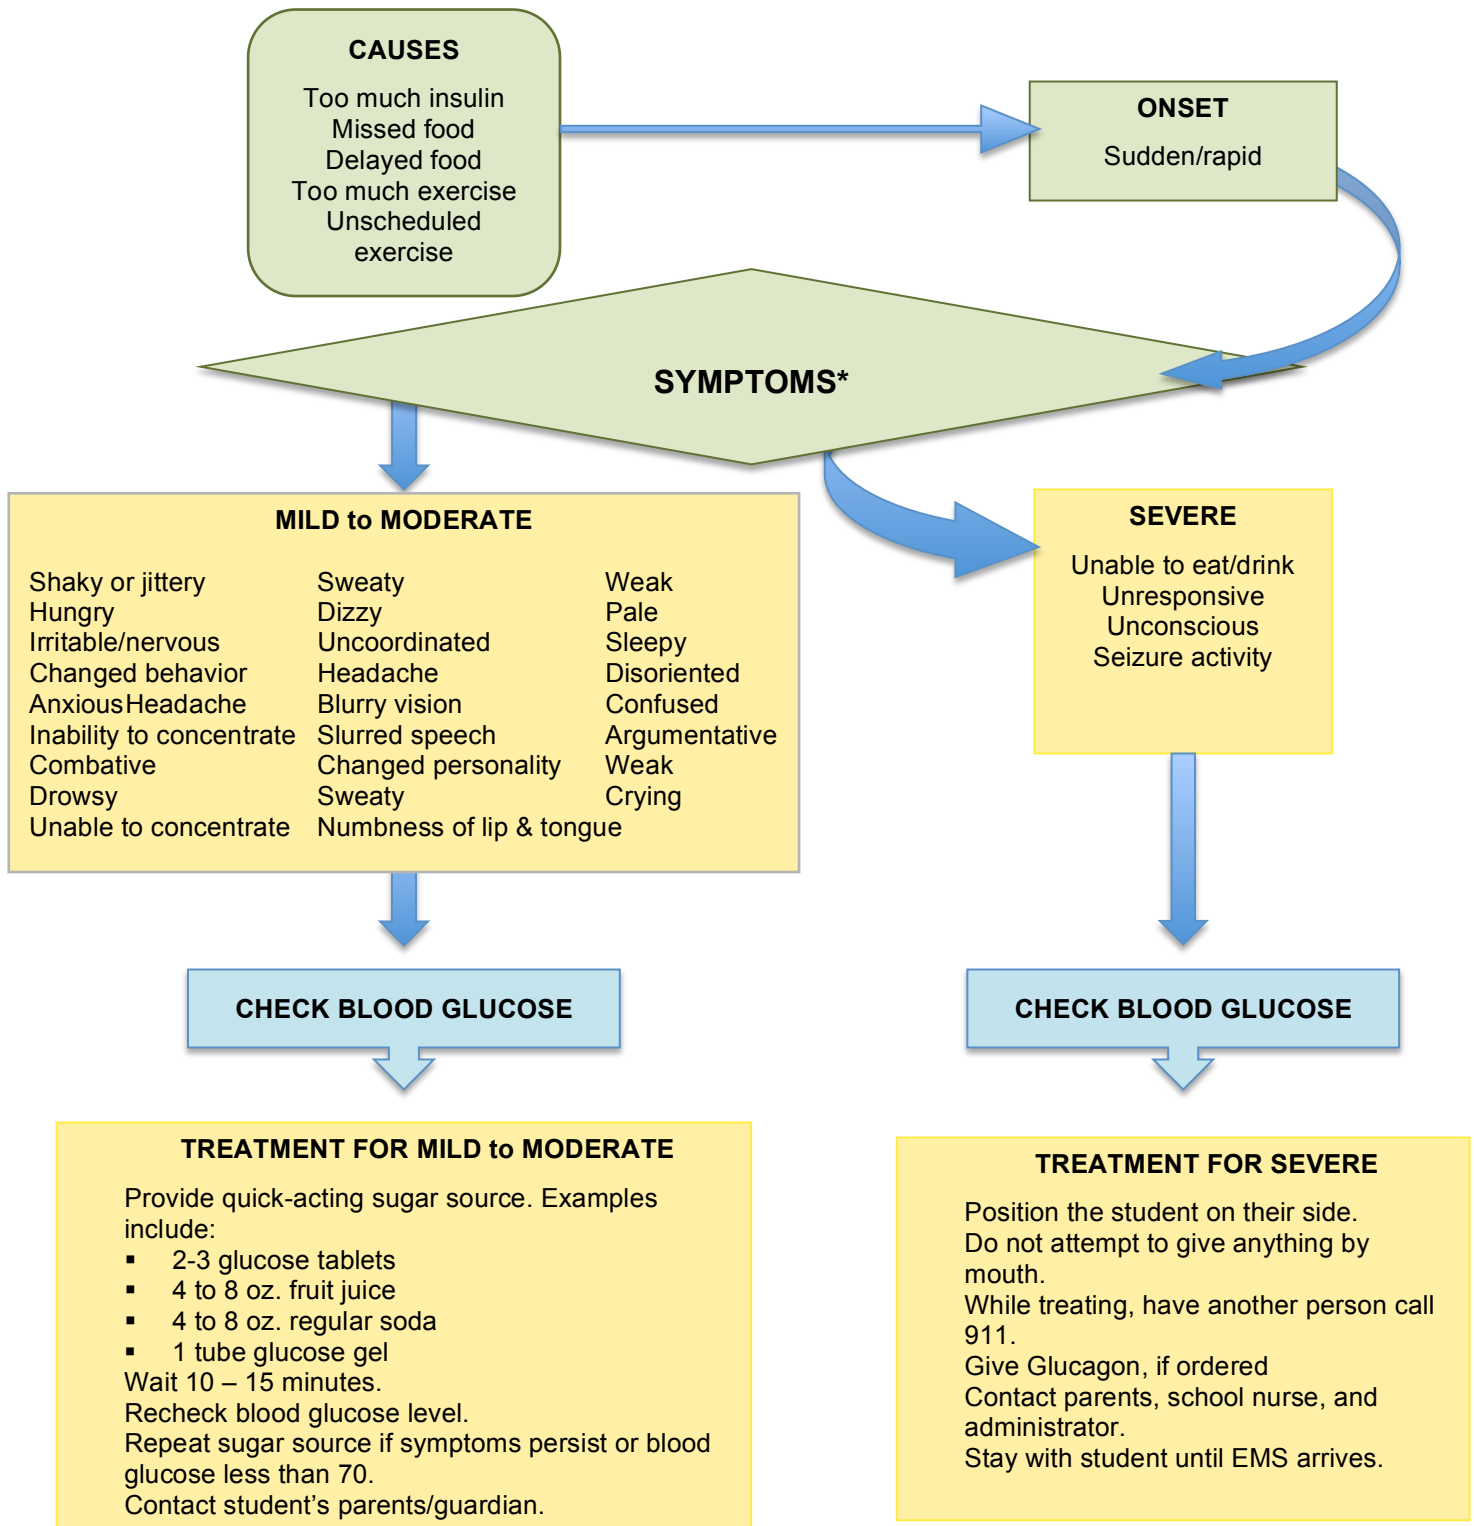 CAUSES
Too much insulin
Missed food
Delayed food
Too much exercise
Unscheduled
exercise
ONSET
Sudden/rapid
SYMPTOMS*
MILD to MODERATE
Shaky or jittery Sweaty Weak
Hungry Dizzy Pale
Irritable/nervous Uncoordinated Sleepy
Changed behavior Headache Disoriented
AnxiousHeadache Blurry vision Confused
Inability to concentrate Slurred speech Argumentative
Combative Changed personality Weak
Drowsy Sweaty Crying
Unable to concentrate Numbness of lip & tongue
SEVERE
Unable to eat/drink
Unresponsive
Unconscious
Seizure activity
CHECK BLOOD GLUCOSE
CHECK BLOOD GLUCOSE
TREATMENT FOR MILD to MODERATE
Provide quick-acting sugar source. Examples
include:
▪ 2-3 glucose tablets
▪ 4 to 8 oz. fruit juice
▪ 4 to 8 oz. regular soda
▪ 1 tube glucose gel
Wait 10 – 15 minutes.
Recheck blood glucose level.
Repeat sugar source if symptoms persist or blood
glucose less than 70.
Contact student’s parents/guardian.
TREATMENT FOR SEVERE
Position the student on their side.
Do not attempt to give anything by
mouth.
While treating, have another person call
911.
Give Glucagon, if ordered
Contact parents, school nurse, and
administrator.
Stay with student until EMS arrives.